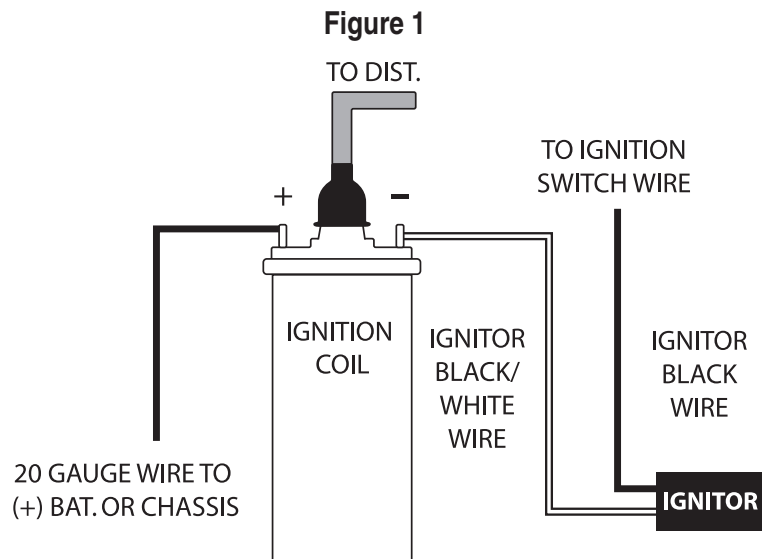 Figure 1
TO DIST.
TO IGNITION
SWITCH WIRE
+
–
IGNITION
COIL
IGNITOR
BLACK/
WHITE
WIRE
IGNITOR
BLACK
WIRE
20 GAUGE WIRE TO
(+) BAT. OR CHASSIS
IGNITOR